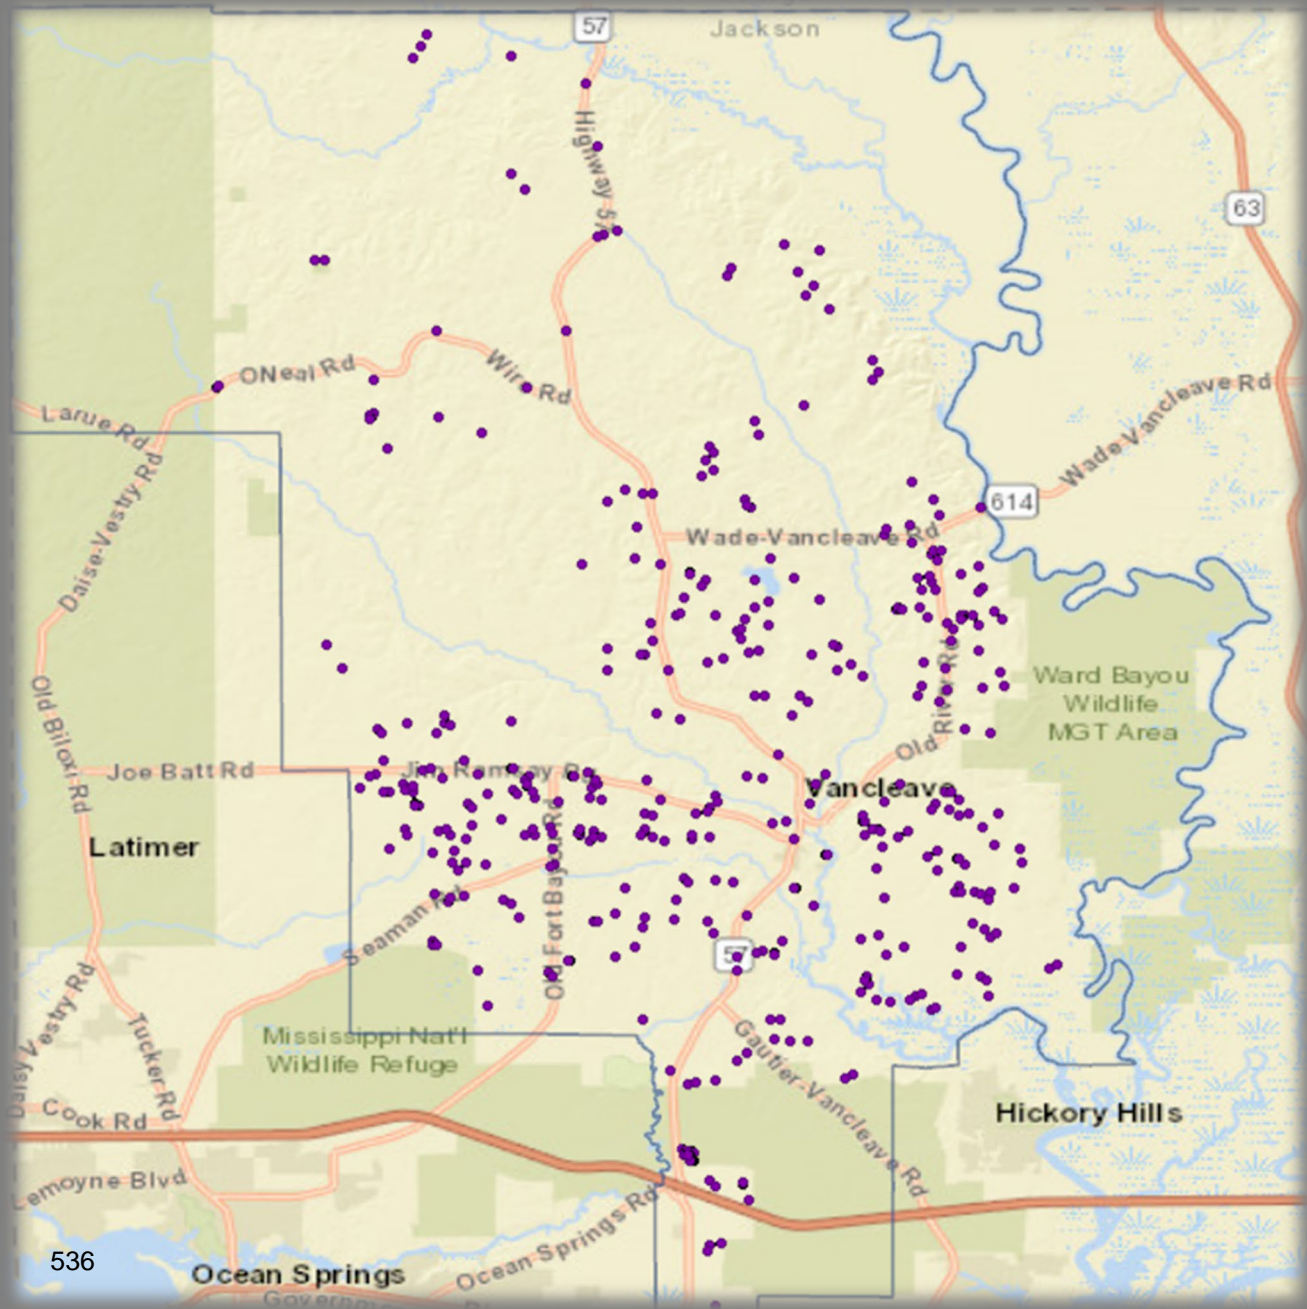 57
Jackson
Highway 57
63
ONeal Rd
Wire Rd
Larue Rd
Wade-Vancleave Rd
614
Wade-Vancleave Rd
Daise-Vestry Rd
Old Biloxi Rd
Ward Bayou
Wildlife
MGT Area
Old River Rd
Joe Batt Rd
Jim Ramsay Rd
Vancleave
Latimer
Old Fort Bayou Rd
Seaman Rd
57
Daisy Vestry Rd
Tucker Rd
Mississippi Nat'l
Wildlife Refuge
Gautier-Vancleave Rd
Cook Rd
Hickory Hills
Lemoyne Blvd
Ocean Springs Rd
536
Ocean Springs